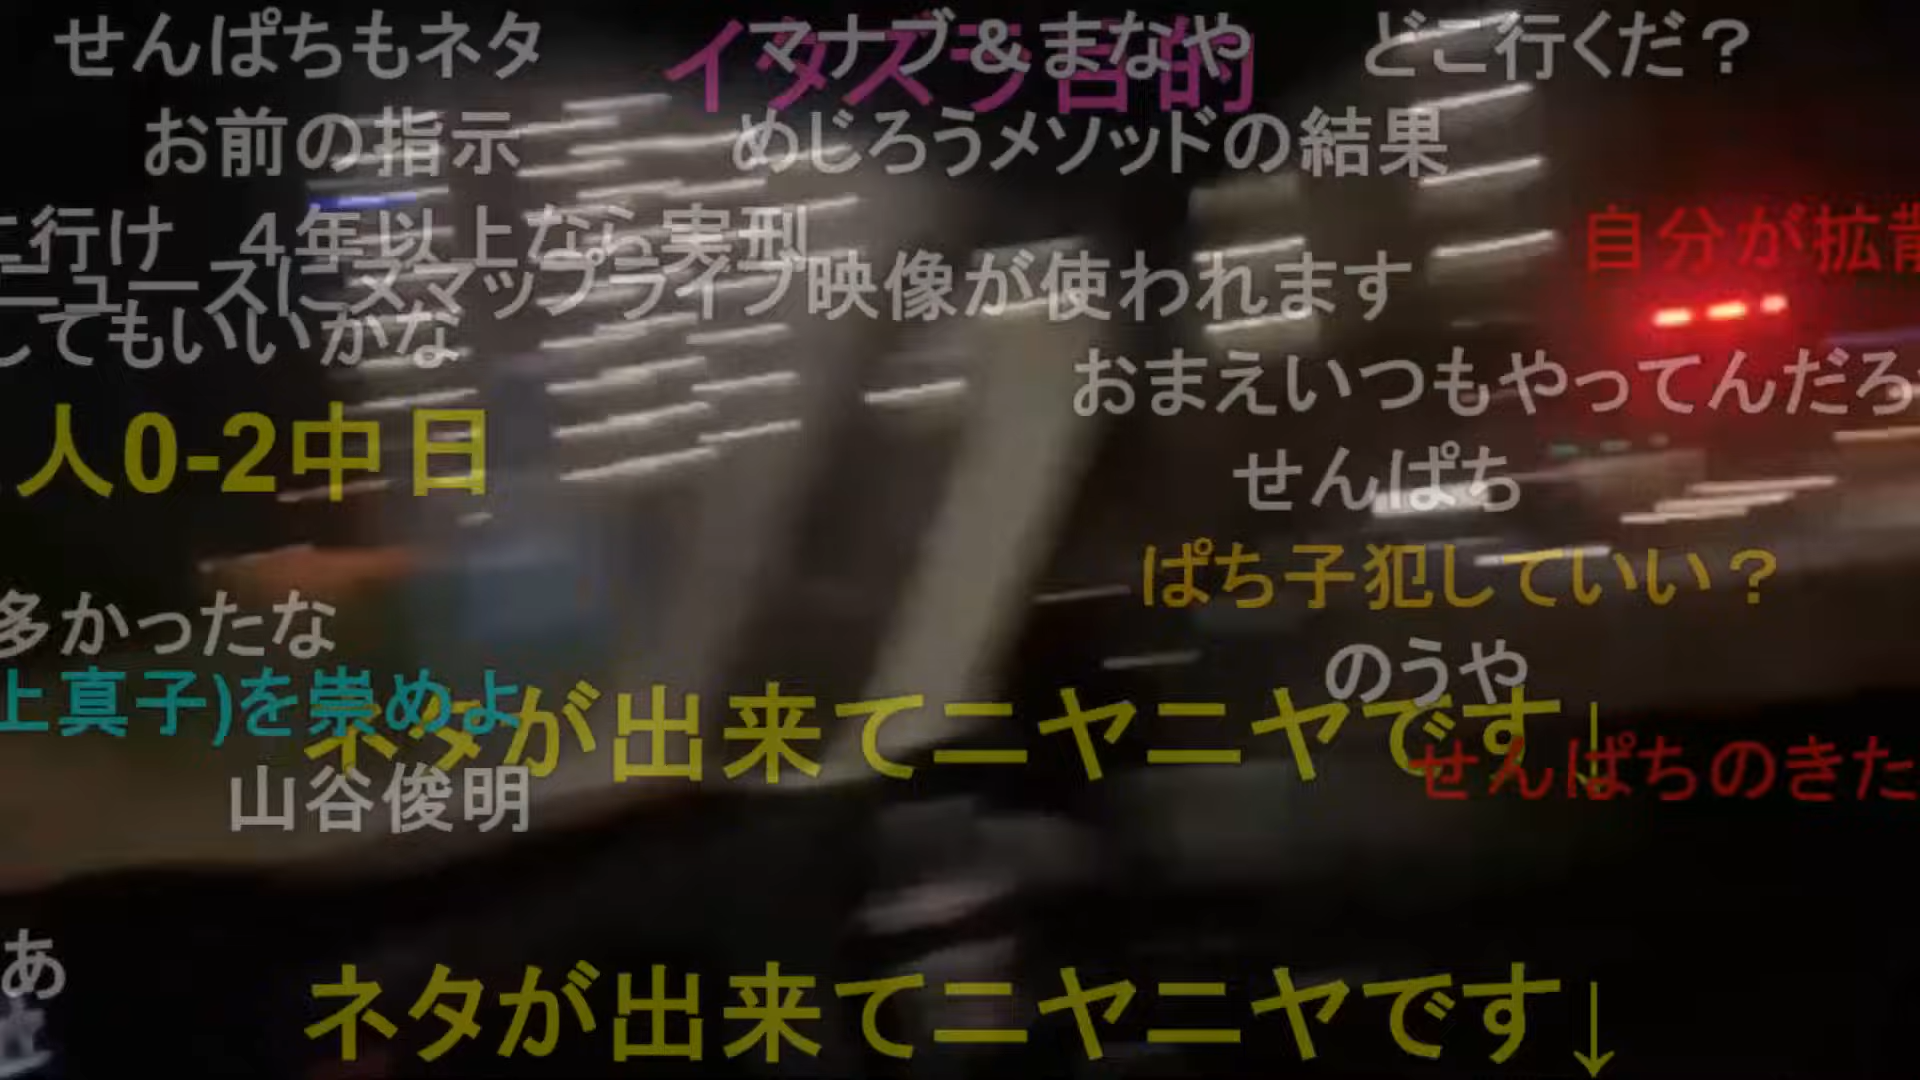 せんぱちもネタ
イタズラ目的
マナブ&まなや
どこ行くだ？
お前の指示
めじろうメソッドの結果
に行け　４年以上なら実刑
自分が拡散
ニュースにヌマップライブ映像が使われます
してもいいかな
おまえいつもやってんだろ
人0-2中日
せんぱち
ぱち子犯していい？
多かったな
のうや
上真子)を崇めよ
ネタが出来てニヤニヤです↓
せんぱちのきた
山谷俊明
あ
ネタが出来てニヤニヤです↓